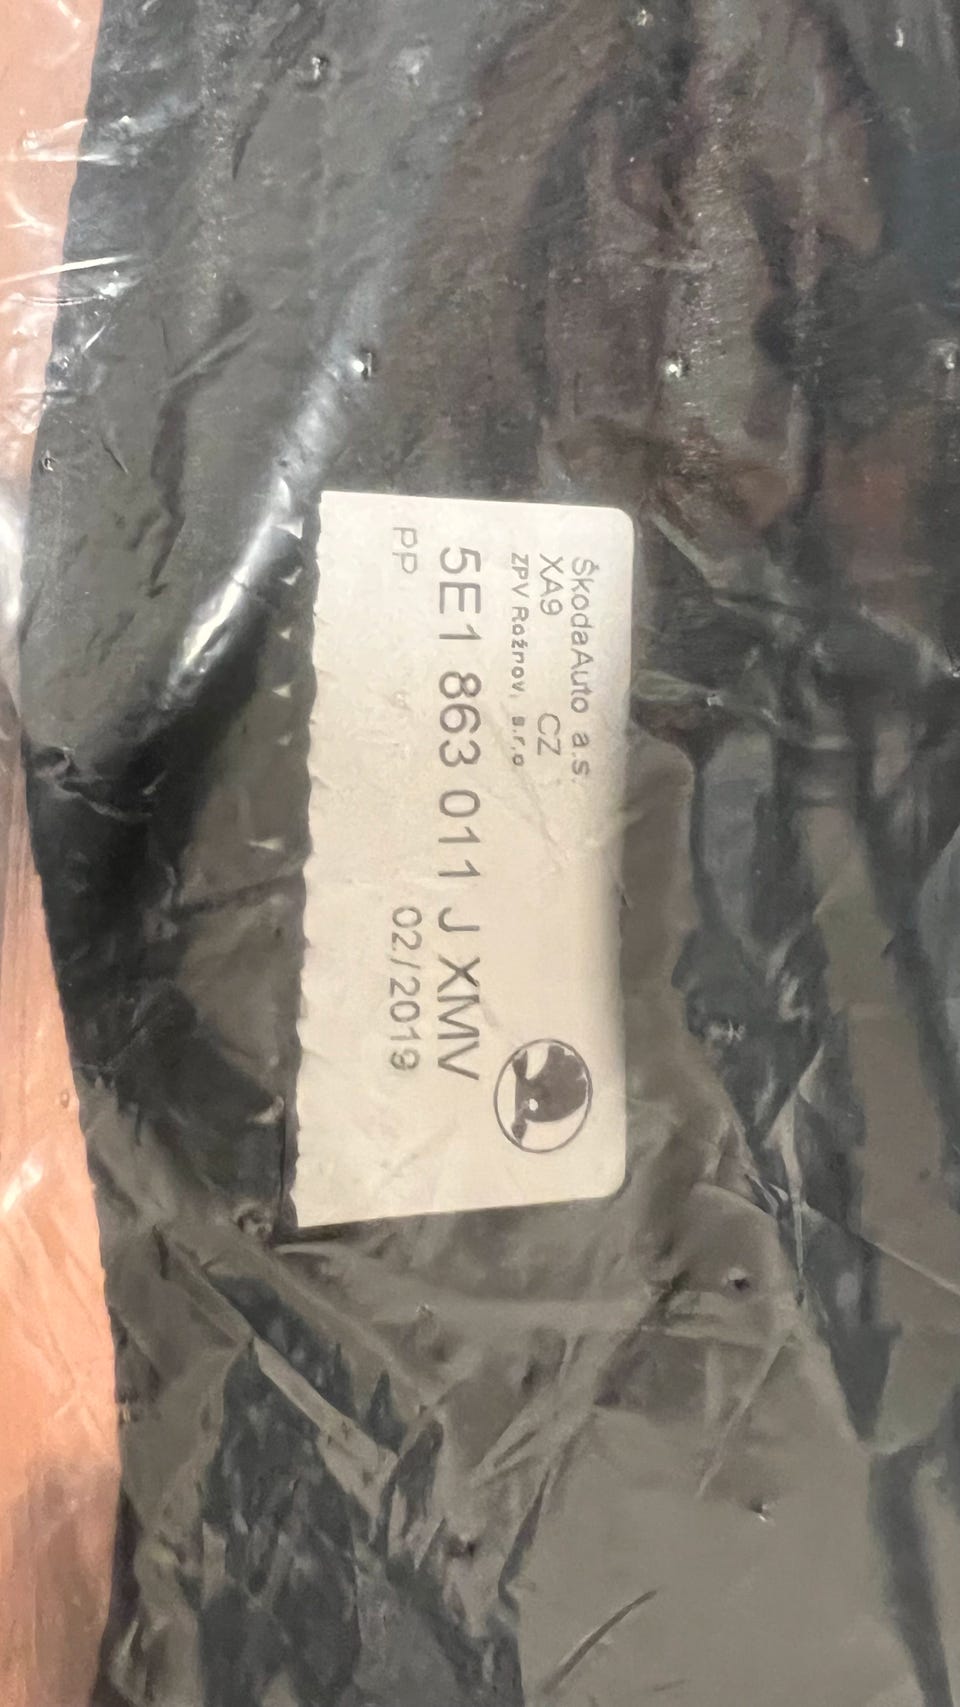 ŠkodaAuto a.s.
XA9 CZ
ZPV Rožnov, s.r.o
5E1 863 011 J XMV
PP 02/2019